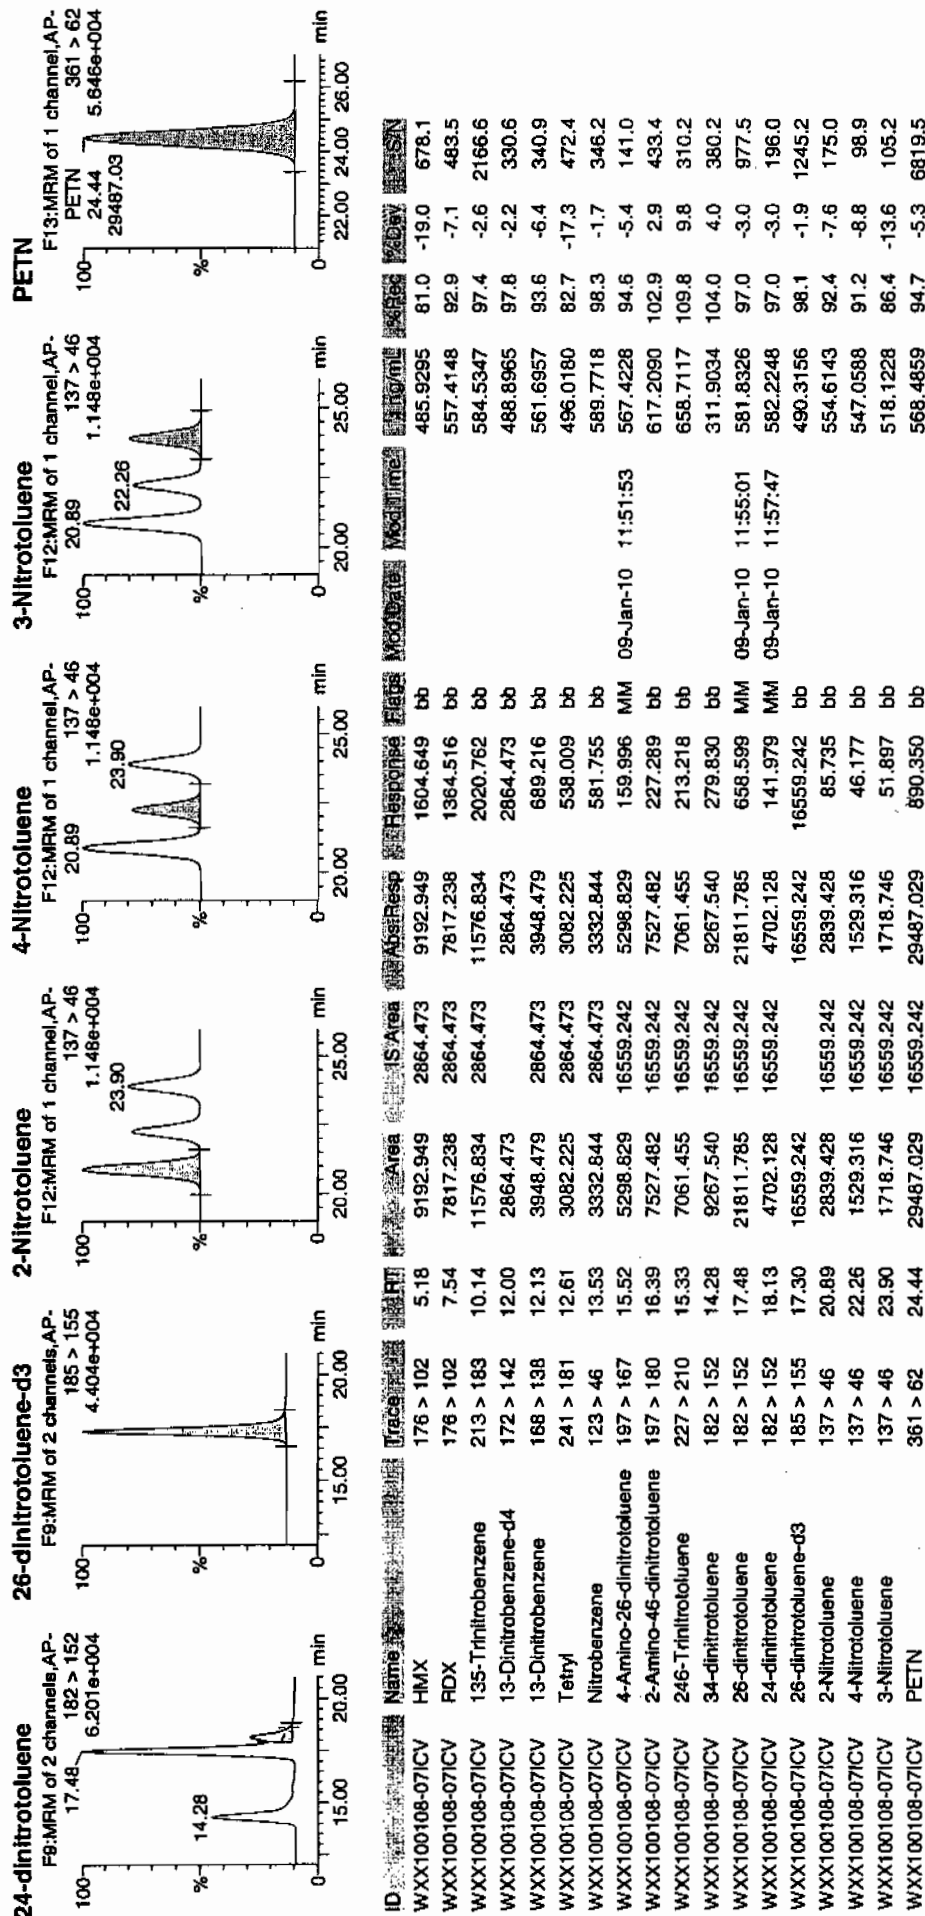 24-dinitrotoluene
F9:MRM of 2 channels,AP-
182 > 152
6.201e+004
17.48
14.28
100
%
0
15.00
20.00
min
26-dinitrotoluene-d3
F9:MRM of 2 channels,AP-
185 > 155
4.404e+004
100
%
0
15.00
20.00
min
2-Nitrotoluene
F12:MRM of 1 channel,AP-
137 > 46
1.148e+004
23.90
100
%
0
20.00
25.00
min
4-Nitrotoluene
F12:MRM of 1 channel,AP-
137 > 46
1.148e+004
20.89
23.90
100
%
0
20.00
25.00
min
3-Nitrotoluene
F12:MRM of 1 channel,AP-
137 > 46
1.148e+004
20.89
22.26
100
%
0
20.00
25.00
min
PETN
F13:MRM of 1 channel,AP-
361 > 62
5.646e+004
PETN
24.44
29487.03
100
%
0
22.00
24.00
26.00
min
ID Name Trace RT Area IS Area Abs.Resp Response Flags Mod.Date Mod.Time ng/mL %Rec %Dev S/N
WXX100108-07ICV HMX 176 > 102 5.18 9192.949 2864.473 9192.949 1604.649 bb 485.9295 81.0 -19.0 678.1
WXX100108-07ICV RDX 176 > 102 7.54 7817.238 2864.473 7817.238 1364.516 bb 557.4148 92.9 -7.1 483.5
WXX100108-07ICV 135-Trinitrobenzene 213 > 183 10.14 11576.834 2864.473 11576.834 2020.762 bb 584.5347 97.4 -2.6 2166.6
WXX100108-07ICV 13-Dinitrobenzene-d4 172 > 142 12.00 2864.473 2864.473 2864.473 bb 488.8965 97.8 -2.2 330.6
WXX100108-07ICV 13-Dinitrobenzene 168 > 138 12.13 3948.479 2864.473 3948.479 689.216 bb 561.6957 93.6 -6.4 340.9
WXX100108-07ICV Tetryl 241 > 181 12.61 3082.225 2864.473 3082.225 538.009 bb 496.0180 82.7 -17.3 472.4
WXX100108-07ICV Nitrobenzene 123 > 46 13.53 3332.844 2864.473 3332.844 581.755 bb 589.7718 98.3 -1.7 346.2
WXX100108-07ICV 4-Amino-26-dinitrotoluene 197 > 167 15.52 5298.829 16559.242 5298.829 159.996 MM 09-Jan-10 11:51:53 567.4228 94.6 -5.4 141.0
WXX100108-07ICV 2-Amino-46-dinitrotoluene 197 > 180 16.39 7527.482 16559.242 7527.482 227.289 bb 617.2090 102.9 2.9 433.4
WXX100108-07ICV 246-Trinitrotoluene 227 > 210 15.33 7061.455 16559.242 7061.455 213.218 bb 658.7117 109.8 9.8 310.2
WXX100108-07ICV 34-dinitrotoluene 182 > 152 14.28 9267.540 16559.242 9267.540 279.830 bb 311.9034 104.0 4.0 380.2
WXX100108-07ICV 26-dinitrotoluene 182 > 152 17.48 21811.785 16559.242 21811.785 658.599 MM 09-Jan-10 11:55:01 581.8326 97.0 -3.0 977.5
WXX100108-07ICV 24-dinitrotoluene 182 > 152 18.13 4702.128 16559.242 4702.128 141.979 MM 09-Jan-10 11:57:47 582.2248 97.0 -3.0 196.0
WXX100108-07ICV 26-dinitrotoluene-d3 185 > 155 17.30 16559.242 16559.242 16559.242 bb 490.3156 98.1 -1.9 1245.2
WXX100108-07ICV 2-Nitrotoluene 137 > 46 20.89 2839.428 16559.242 2839.428 85.735 bb 554.6143 92.4 -7.6 175.0
WXX100108-07ICV 4-Nitrotoluene 137 > 46 22.26 1529.316 16559.242 1529.316 46.177 bb 547.0588 91.2 -8.8 98.9
WXX100108-07ICV 3-Nitrotoluene 137 > 46 23.90 1718.746 16559.242 1718.746 51.897 bb 518.1228 86.4 -13.6 105.2
WXX100108-07ICV PETN 361 > 62 24.44 29487.029 16559.242 29487.029 890.350 bb 568.4859 94.7 -5.3 6819.5